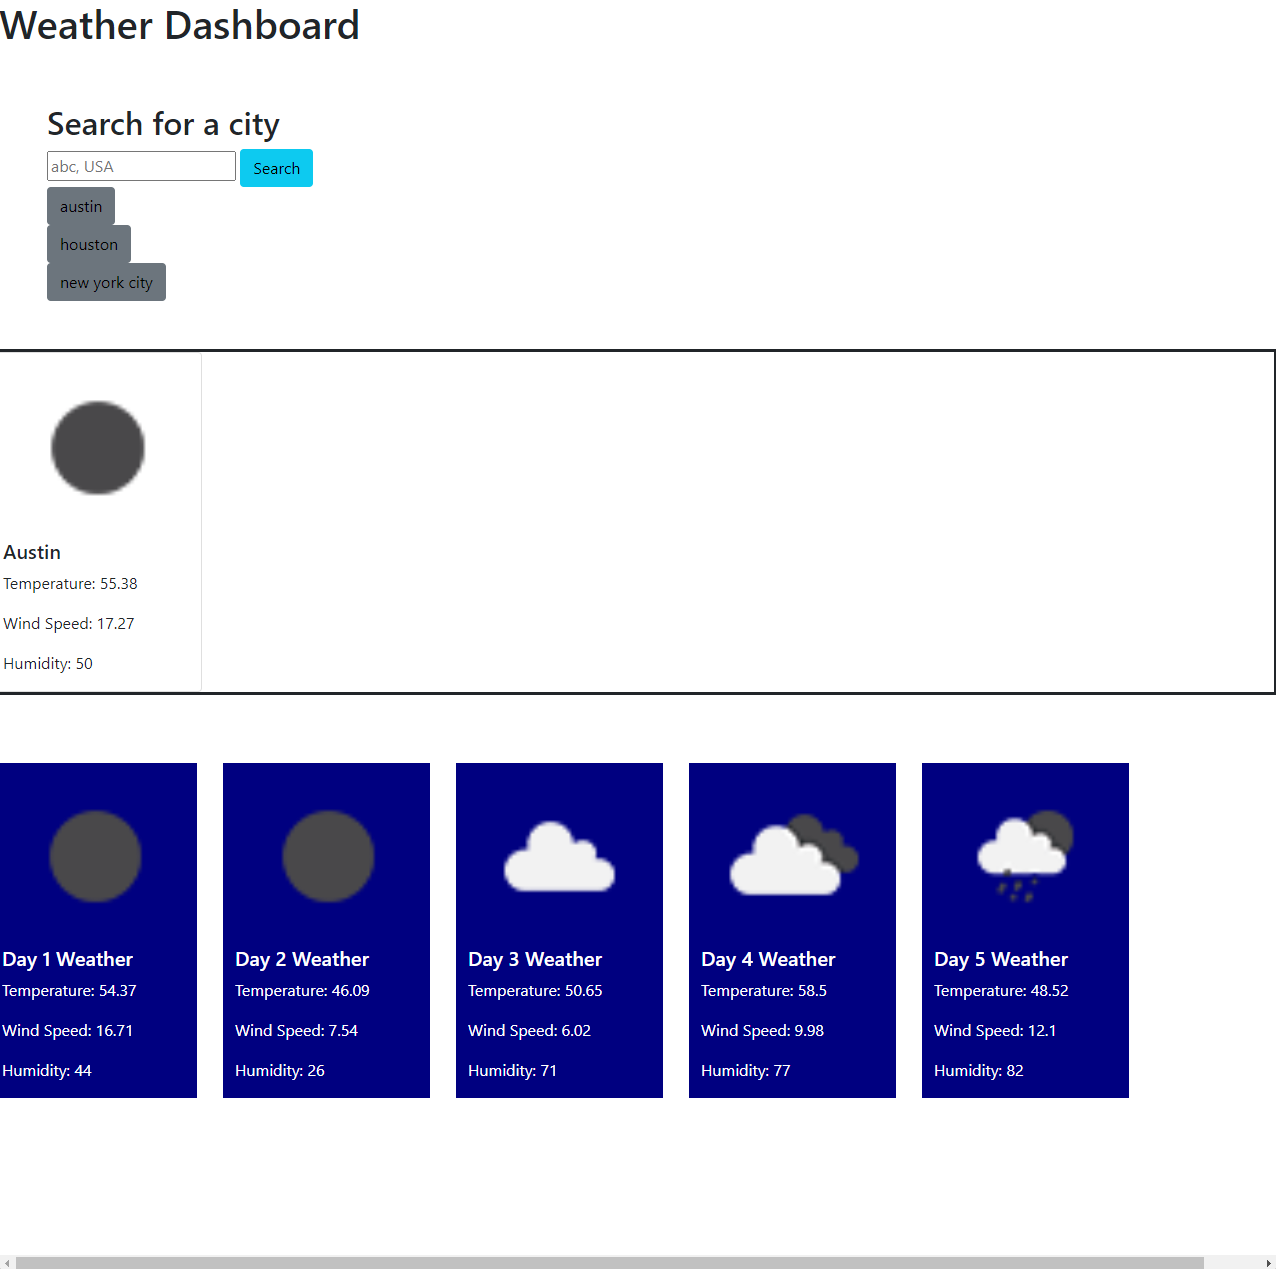 Weather Dashboard
Search for a city
abc, USA
Search
austin
houston
new york city
Austin
Temperature: 55.38
Wind Speed: 17.27
Humidity: 50
Day 1 Weather
Temperature: 54.37
Wind Speed: 16.71
Humidity: 44
Day 2 Weather
Temperature: 46.09
Wind Speed: 7.54
Humidity: 26
Day 3 Weather
Temperature: 50.65
Wind Speed: 6.02
Humidity: 71
Day 4 Weather
Temperature: 58.5
Wind Speed: 9.98
Humidity: 77
Day 5 Weather
Temperature: 48.52
Wind Speed: 12.1
Humidity: 82